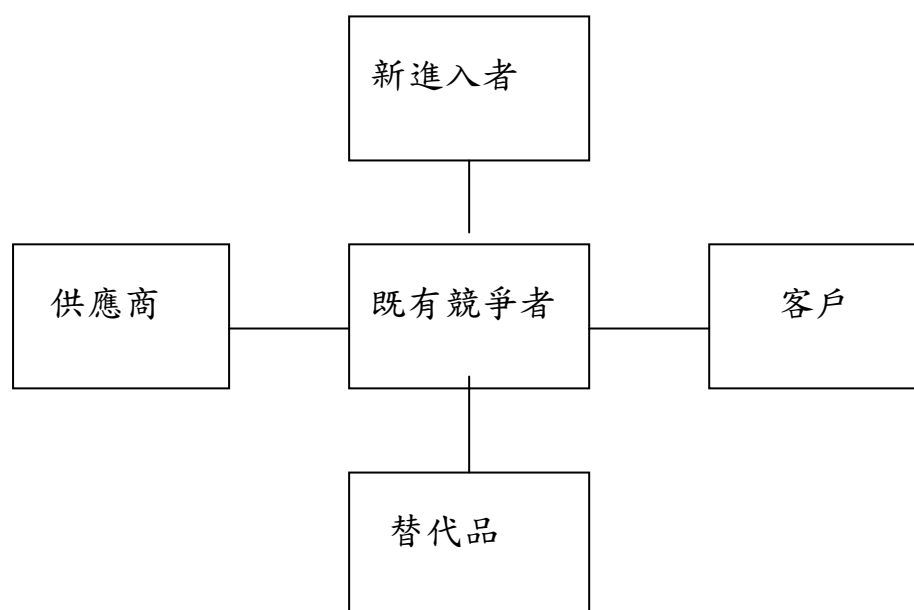 新進入者
供應商
既有競爭者
客戶
替代品